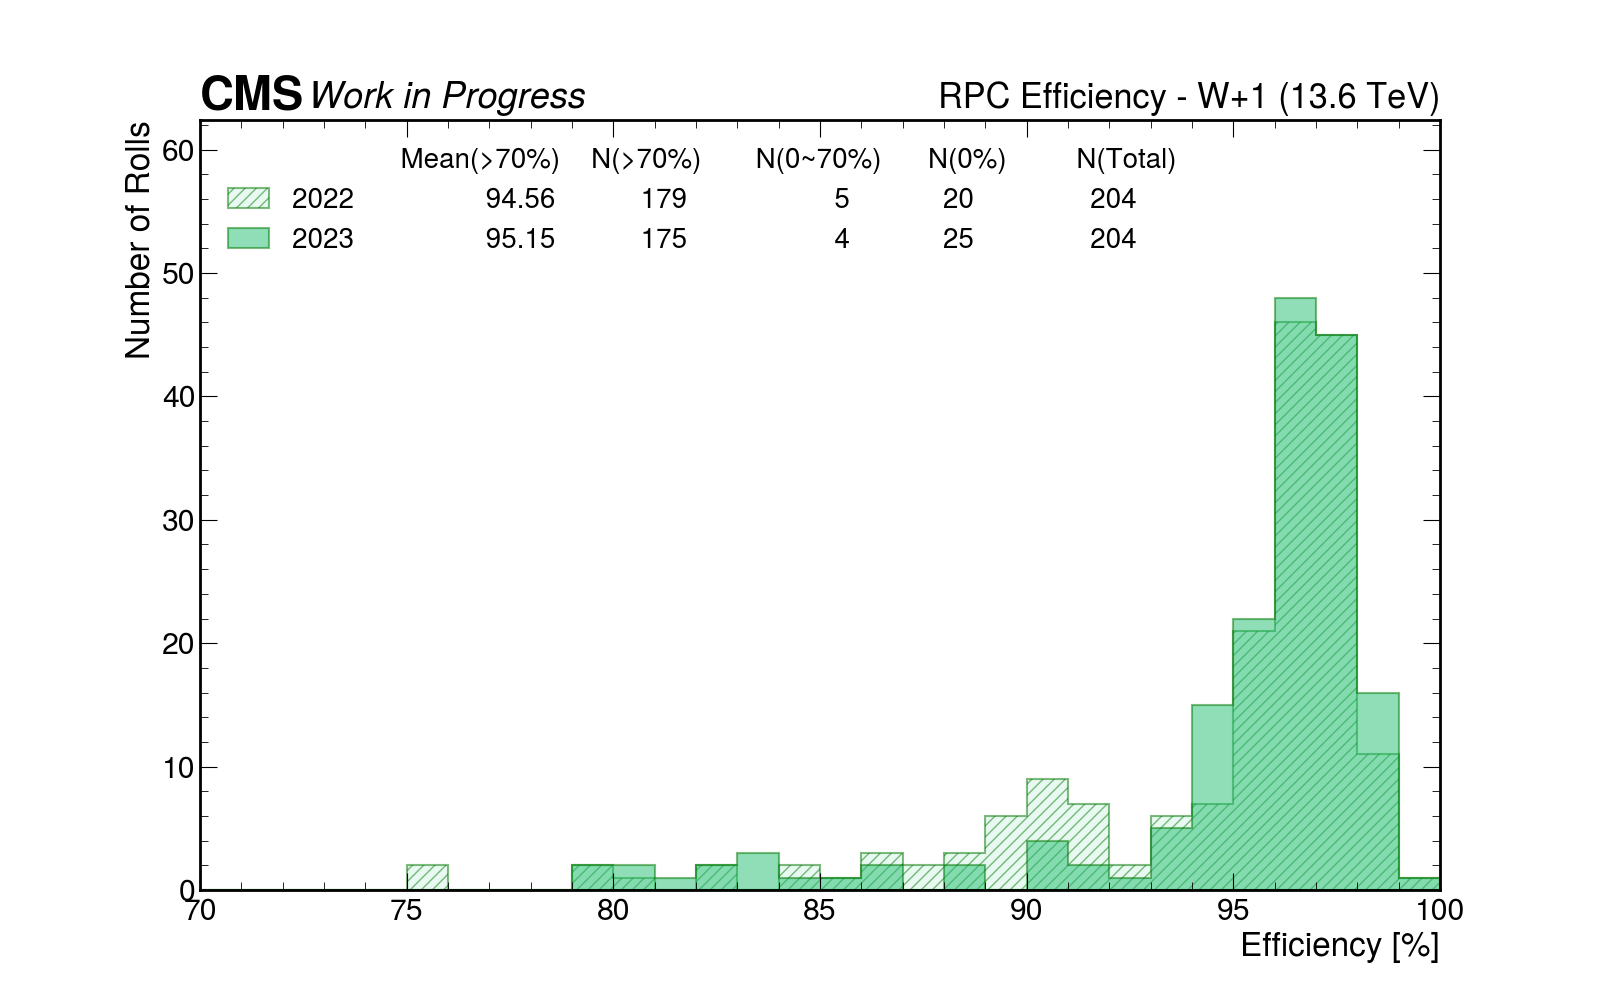 CMS Work in Progress
RPC Efficiency - W+1 (13.6 TeV)
Number of Rolls
Mean(>70%) N(>70%) N(0~70%) N(0%) N(Total)
2022 94.56 179 5 20 204
2023 95.15 175 4 25 204
60
50
40
30
20
10
0
70 75 80 85 90 95 100
Efficiency [%]